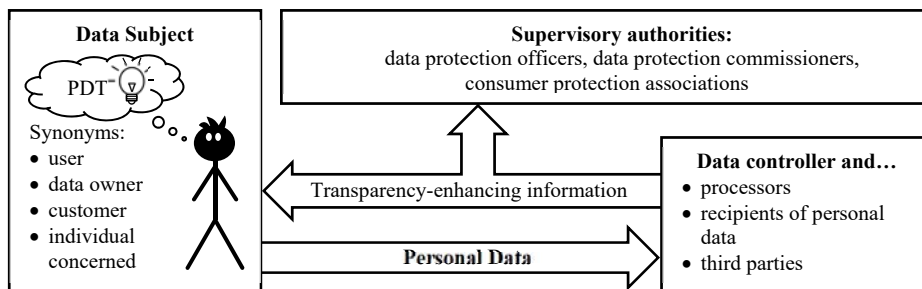 Data Subject
PDT
Synonyms:
• user
• data owner
• customer
• individual
concerned
Supervisory authorities:
data protection officers, data protection commissioners,
consumer protection associations
Transparency-enhancing information
Personal Data
Data controller and…
• processors
• recipients of personal
data
• third parties